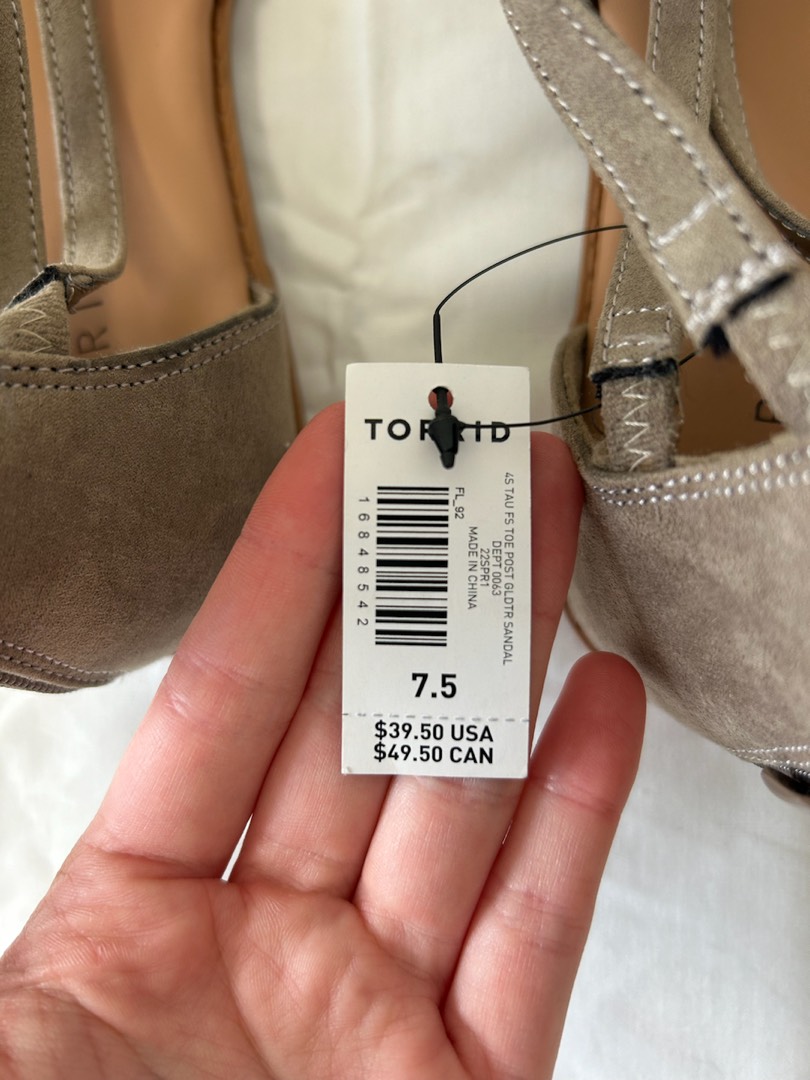 TORRID
4S TAU FS TOE POST GLDTR SANDAL
DEPT 0063
22SPR1
MADE IN CHINA
FL_92
16848542
7.5
$39.50 USA
$49.50 CAN